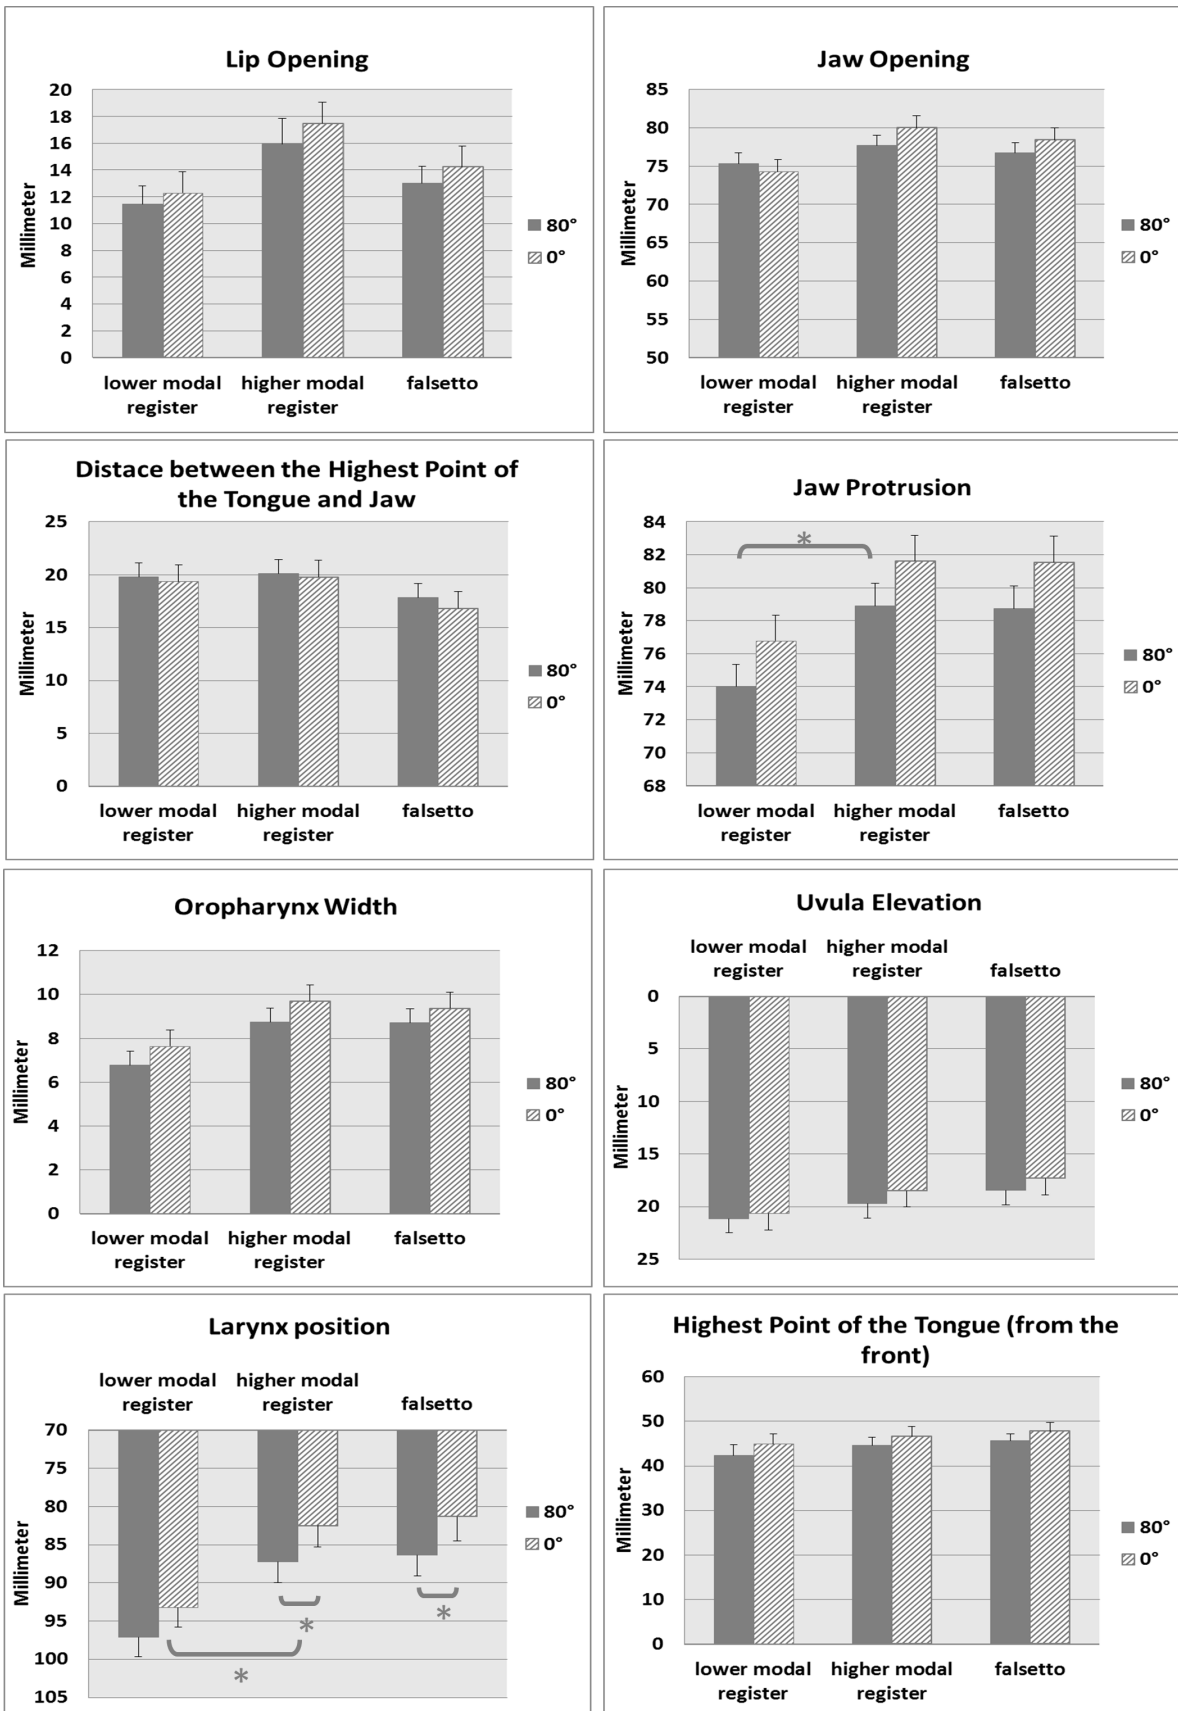 Lip Opening
20
18
16
14
12
10
8
6
4
2
0
Millimeter
80°
0°
lower modal
register
higher modal
register
falsetto
Jaw Opening
85
80
75
70
65
60
55
50
Millimeter
80°
0°
lower modal
register
higher modal
register
falsetto
Distace between the Highest Point of
the Tongue and Jaw
25
20
15
10
5
0
Millimeter
80°
0°
lower modal
register
higher modal
register
falsetto
Jaw Protrusion
84
82
80
78
76
74
72
70
68
Millimeter
*
80°
0°
lower modal
register
higher modal
register
falsetto
Oropharynx Width
12
10
8
6
4
2
0
Millimeter
80°
0°
lower modal
register
higher modal
register
falsetto
Uvula Elevation
lower modal
register
higher modal
register
falsetto
0
5
10
15
20
25
Millimeter
80°
0°
Larynx position
lower modal
register
higher modal
register
falsetto
70
75
80
85
90
95
100
105
Millimeter
*
*
*
80°
0°
Highest Point of the Tongue (from the
front)
60
50
40
30
20
10
0
Millimeter
80°
0°
lower modal
register
higher modal
register
falsetto